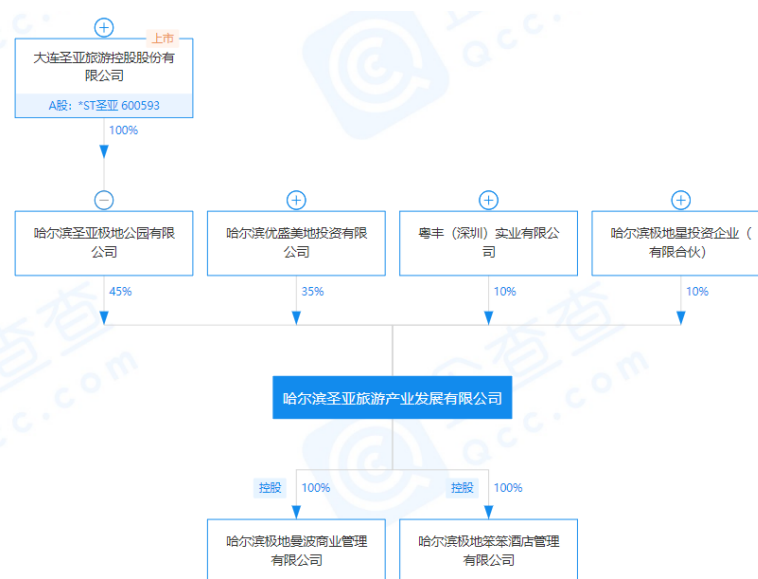 上市
大连圣亚旅游控股股份有
限公司
A股：*ST圣亚 600593
100%
哈尔滨圣亚极地公园有限
公司
哈尔滨优盛美地投资有限
公司
粤丰（深圳）实业有限公
司
哈尔滨极地星投资企业（
有限合伙）
45%
35%
10%
10%
哈尔滨圣亚旅游产业发展有限公司
控股
100%
控股
100%
哈尔滨极地曼波商业管理
有限公司
哈尔滨极地笨笨酒店管理
有限公司
企查查
Qcc.com